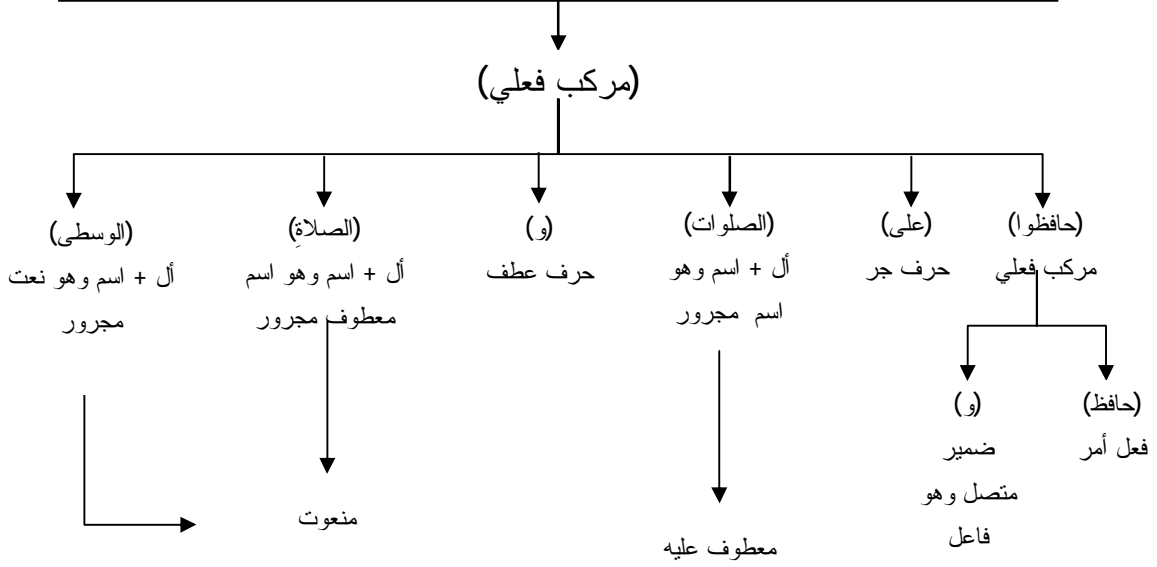 (مركب فعلي)
(حافظوا) (على) (الصلوات) (و) (الصلاةِ) (الوسطى)
مركب فعلي حرف جر أل + اسم وهو حرف عطف أل + اسم وهو اسم أل + اسم وهو نعت
اسم مجرور معطوف مجرور مجرور
(حافظ) (و)
فعل أمر ضمير
متصل وهو
فاعل
منعوت
معطوف عليه